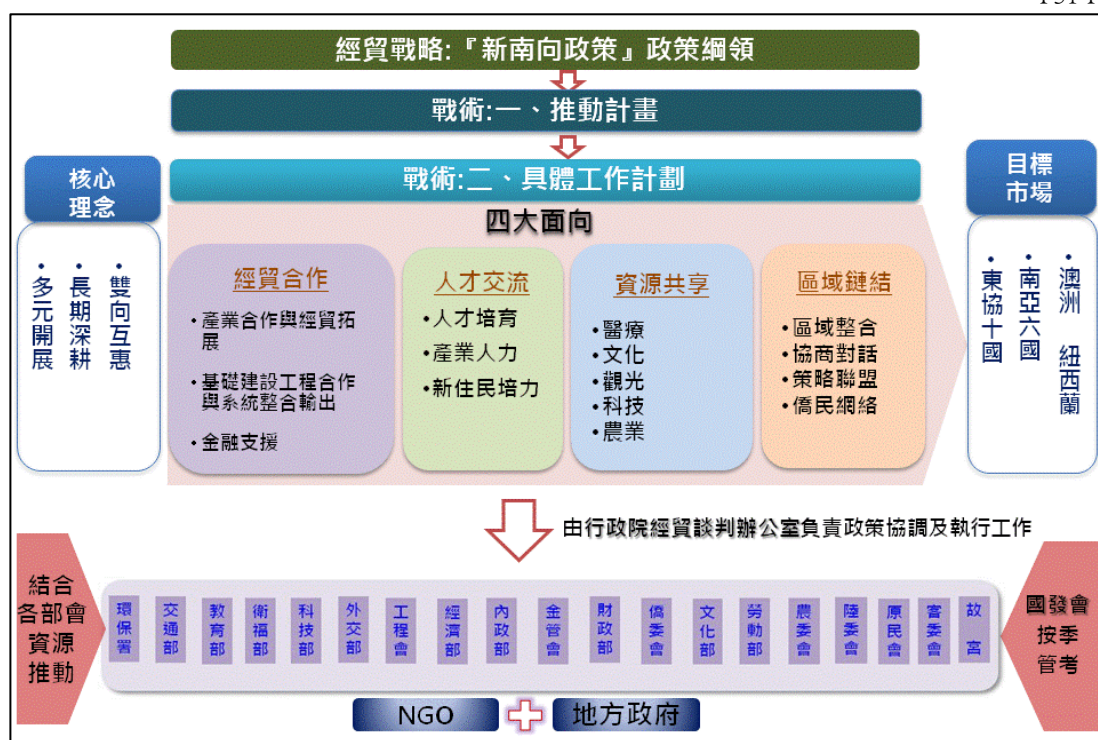 經貿戰略:『新南向政策』政策綱領
戰術:一、推動計畫
戰術:二、具體工作計劃
核心
理念
• 雙向互惠
• 長期深耕
• 多元開展
四大面向
經貿合作
• 產業合作與經貿拓
展
• 基礎建設工程合作
與系統整合輸出
• 金融支援
人才交流
• 人才培育
• 產業人力
• 新住民培力
資源共享
• 醫療
• 文化
• 觀光
• 科技
• 農業
區域鏈結
• 區域整合
• 協商對話
• 策略聯盟
• 僑民網絡
目標
市場
• 澳洲 紐西蘭
• 南亞六國
• 東協十國
由行政院經貿談判辦公室負責政策協調及執行工作
結合
各部會
資源
推動
環保署
交通部
教育部
衛福部
科技部
外交部
工程會
經濟部
內政部
金管會
財政部
僑委會
文化部
勞動部
農委會
陸委會
原民會
客委會
故宮
國發會
按季
管考
NGO
地方政府